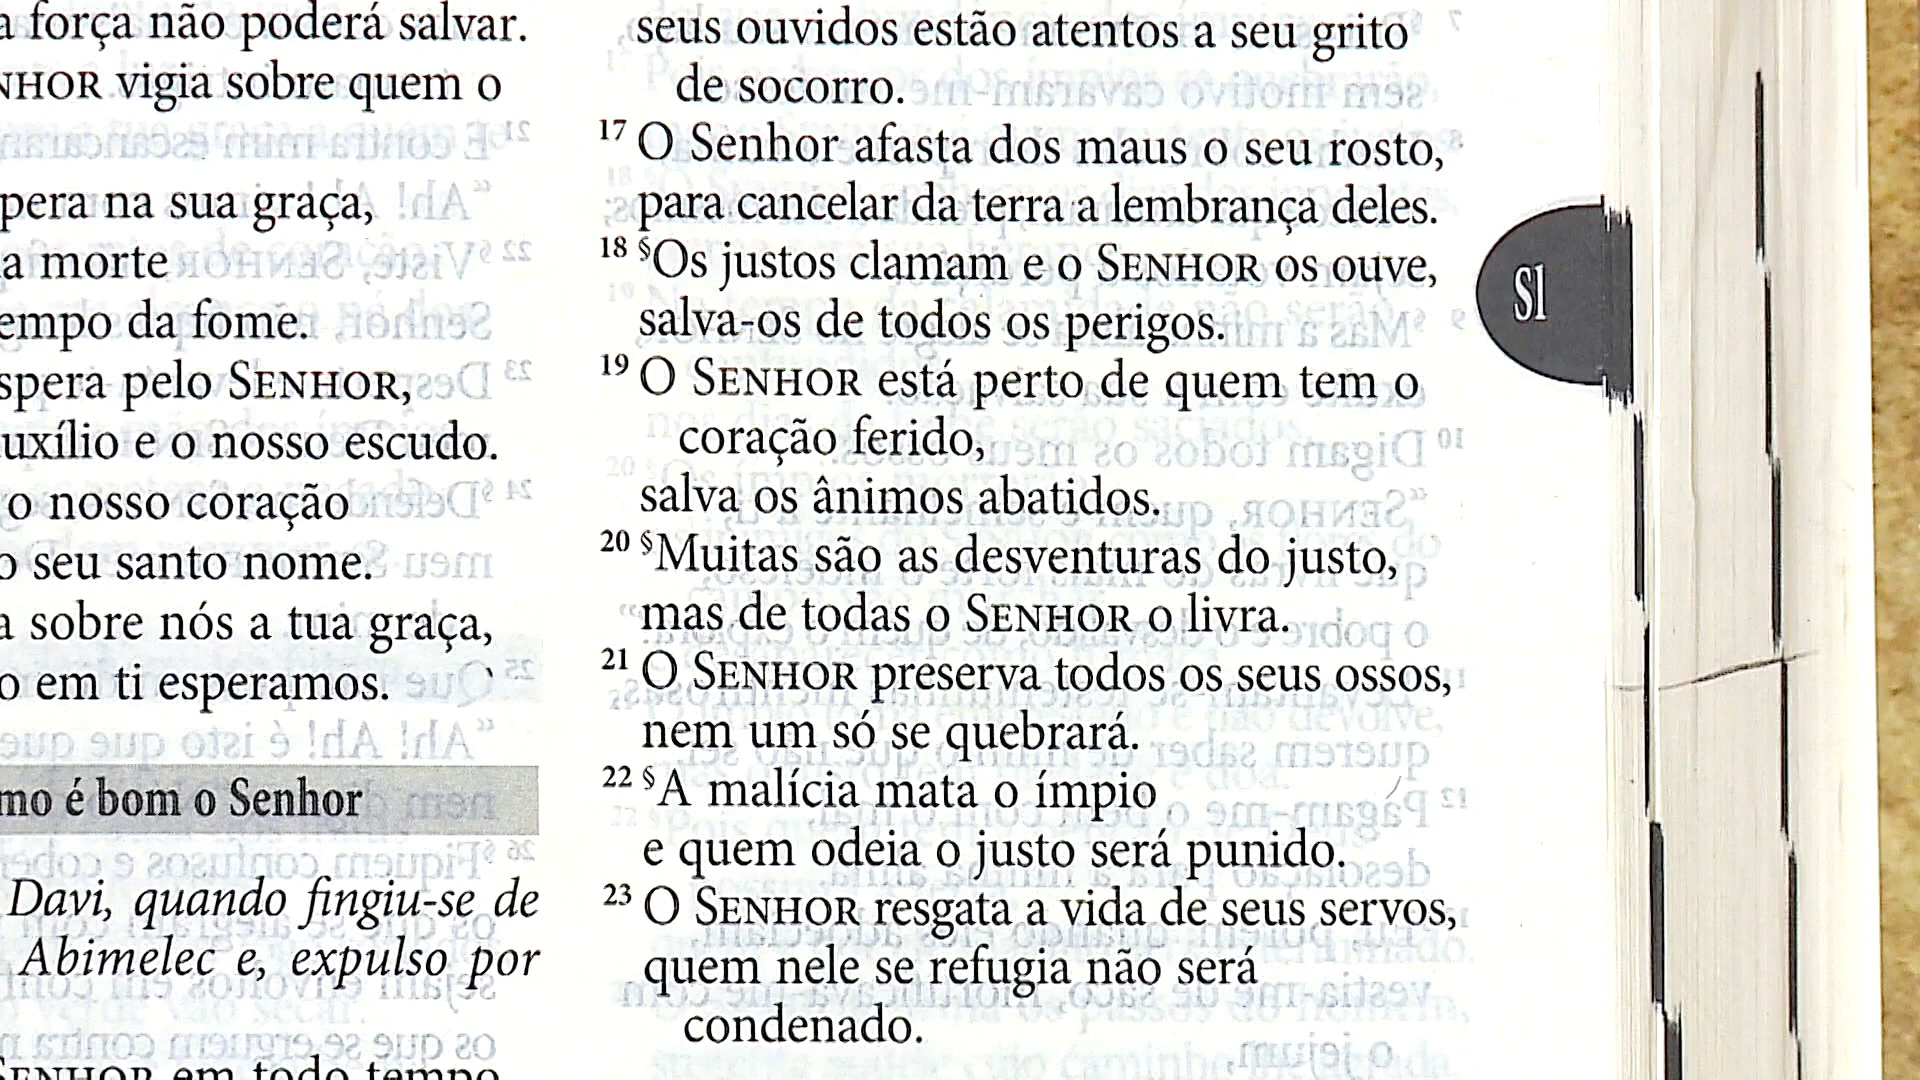 a força não poderá salvar.
NHOR vigia sobre quem o
pera na sua graça,
a morte
empo da fome.
spera pelo SENHOR,
uxílio e o nosso escudo.
o nosso coração
o seu santo nome.
a sobre nós a tua graça,
o em ti esperamos.
mo é bom o Senhor
Davi, quando fingiu-se de
Abimelec e, expulso por
SENHOR em todo tempo
seus ouvidos estão atentos a seu grito
de socorro.
17 O Senhor afasta dos maus o seu rosto,
para cancelar da terra a lembrança deles.
18 §Os justos clamam e o SENHOR os ouve,
salva-os de todos os perigos.
19 O SENHOR está perto de quem tem o
coração ferido,
salva os ânimos abatidos.
20 §Muitas são as desventuras do justo,
mas de todas o SENHOR o livra.
21 O SENHOR preserva todos os seus ossos,
nem um só se quebrará.
22 §A malícia mata o ímpio
e quem odeia o justo será punido.
23 O SENHOR resgata a vida de seus servos,
quem nele se refugia não será
condenado.
Sl